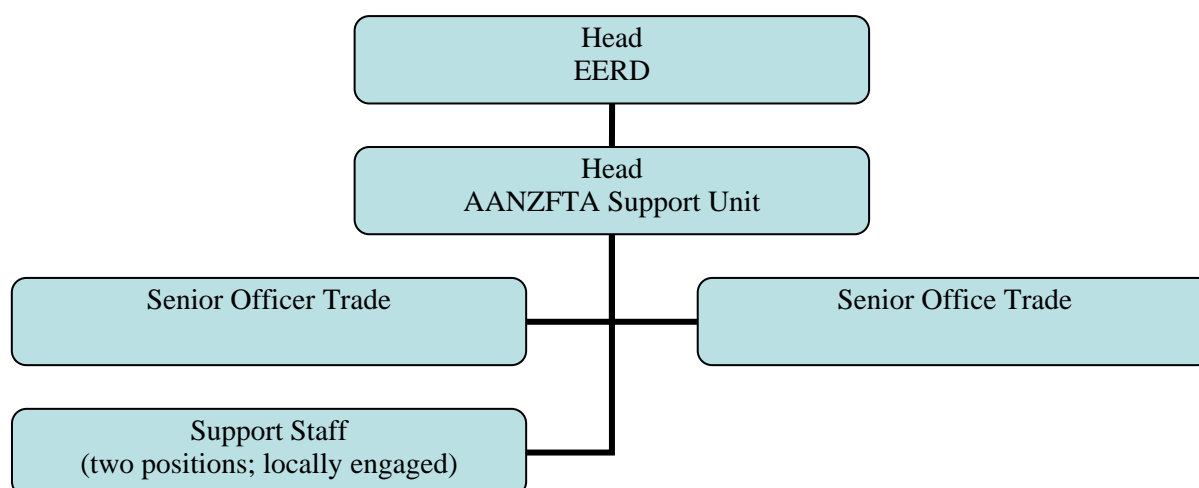 Head
EERD
Head
AANZFTA Support Unit
Senior Officer Trade
Senior Office Trade
Support Staff
(two positions; locally engaged)